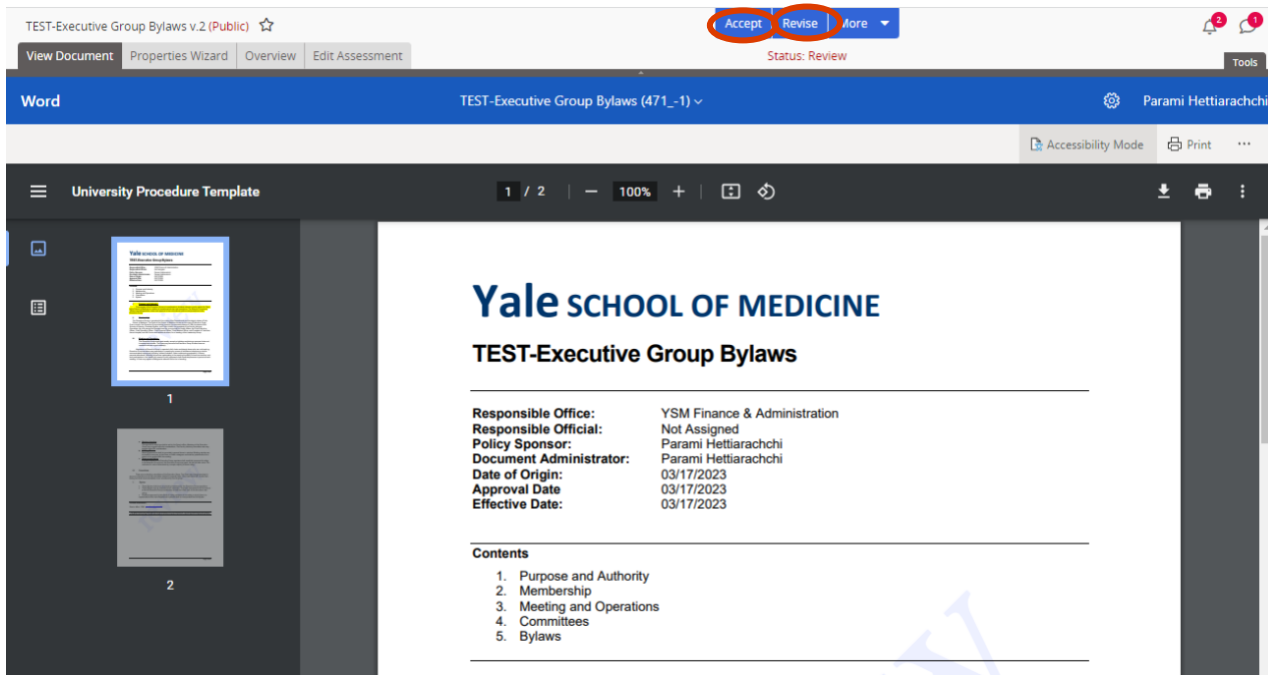 TEST-Executive Group Bylaws v.2 (Public)
Accept Revise More
2 1
View Document Properties Wizard Overview Edit Assessment
Status: Review
Tools
Word
TEST-Executive Group Bylaws (471_-1)
Parami Hettiarachchi
Accessibility Mode Print ...
University Procedure Template
1 / 2 100%
Yale SCHOOL OF MEDICINE
TEST-Executive Group Bylaws
Responsible Office: YSM Finance & Administration
Responsible Official: Not Assigned
Policy Sponsor: Parami Hettiarachchi
Document Administrator: Parami Hettiarachchi
Date of Origin: 03/17/2023
Approval Date 03/17/2023
Effective Date: 03/17/2023
Contents
1. Purpose and Authority
2. Membership
3. Meeting and Operations
4. Committees
5. Bylaws
1
2